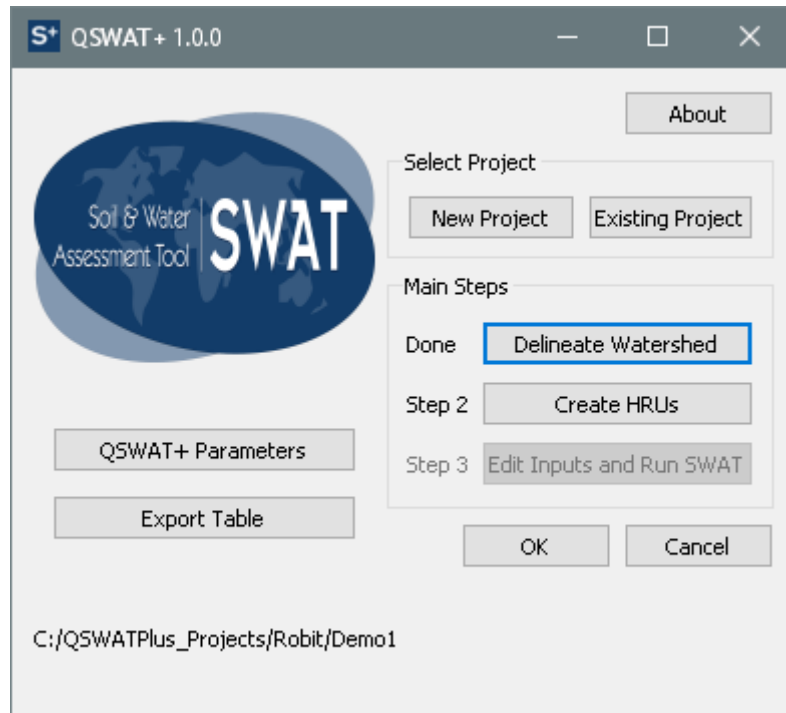 S+ QSWAT+ 1.0.0
About
Soil & Water
Assessment Tool
SWAT
Select Project
New Project
Existing Project
Main Steps
Done
Delineate Watershed
Step 2
Create HRUs
Step 3
Edit Inputs and Run SWAT
QSWAT+ Parameters
Export Table
OK
Cancel
C:/QSWATPlus_Projects/Robit/Demo1